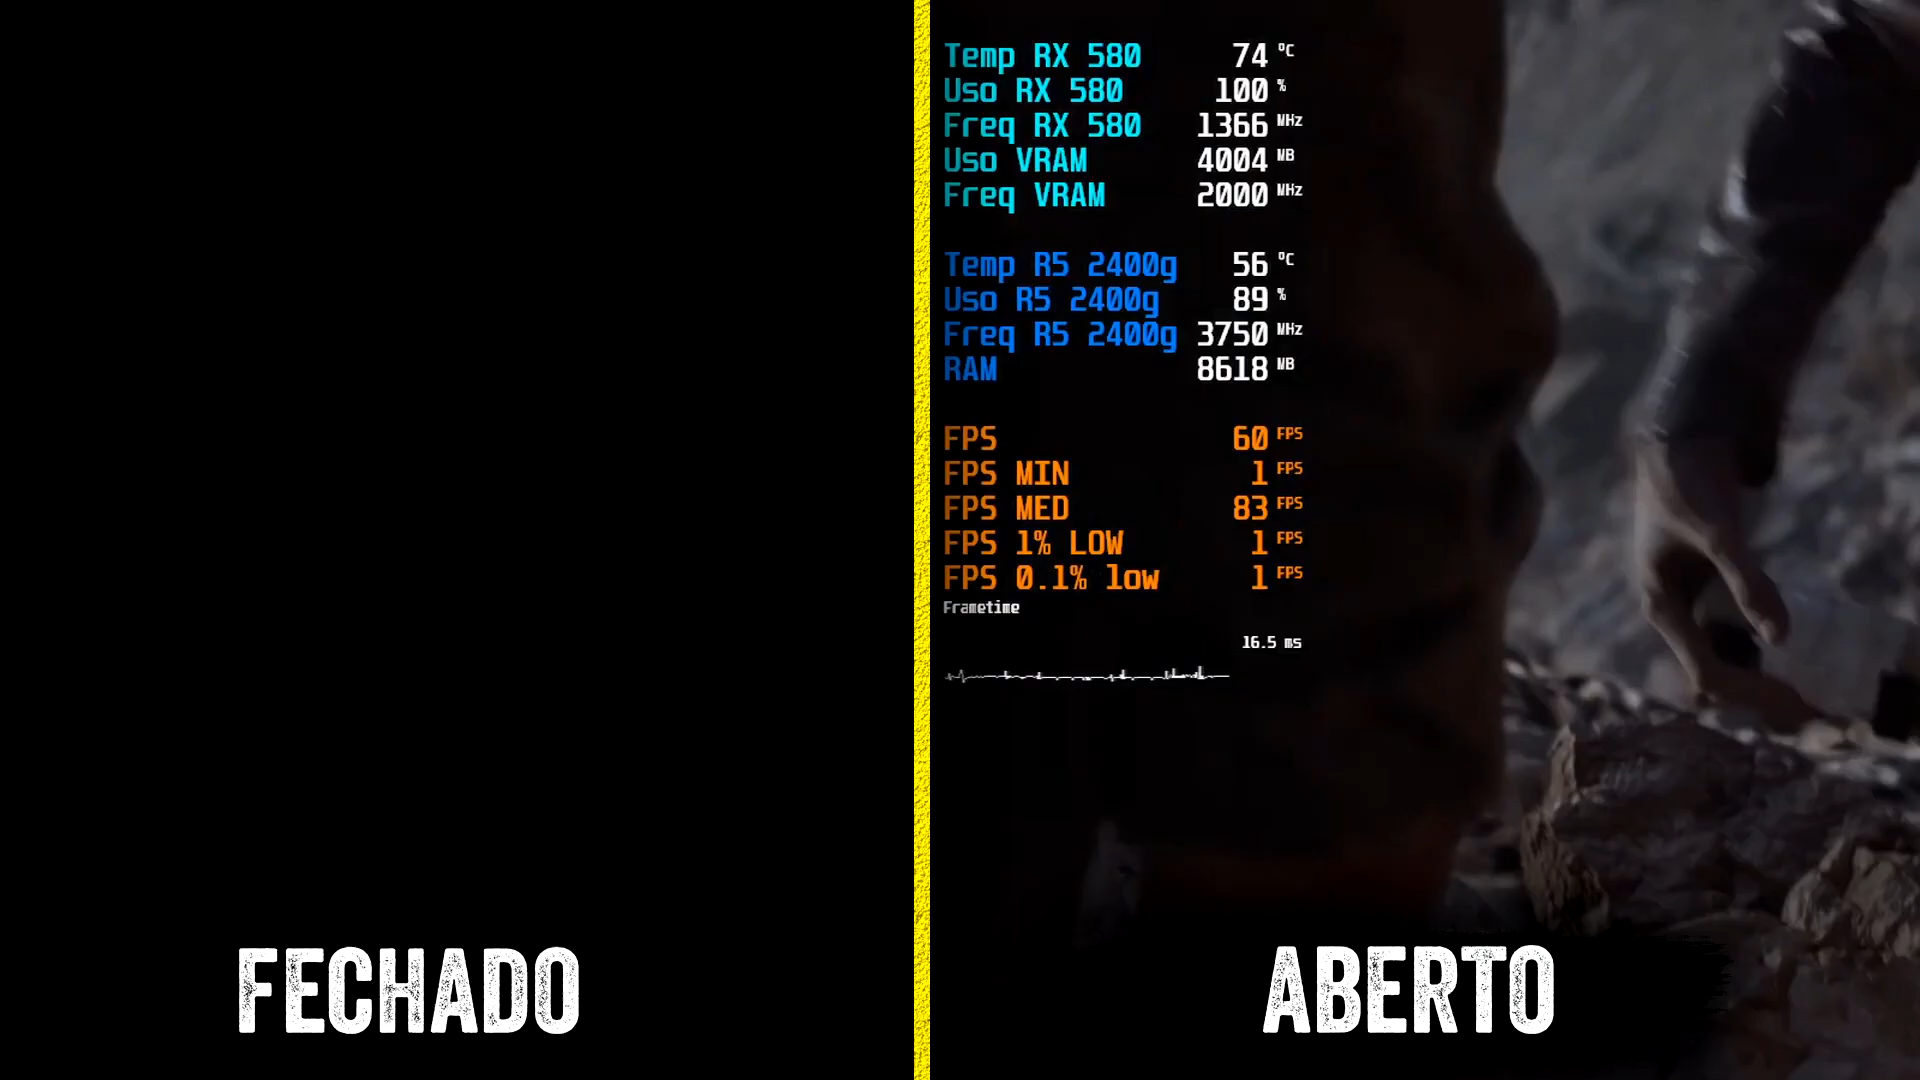 Temp RX 580 74 ºC
Uso RX 580 100 %
Freq RX 580 1366 MHz
Uso VRAM 4004 MB
Freq VRAM 2000 MHz
Temp R5 2400g 56 ºC
Uso R5 2400g 89 %
Freq R5 2400g 3750 MHz
RAM 8618 MB
FPS 60 FPS
FPS MIN 1 FPS
FPS MED 83 FPS
FPS 1% LOW 1 FPS
FPS 0.1% low 1 FPS
Frametime
16.5 ms
FECHADO
ABERTO